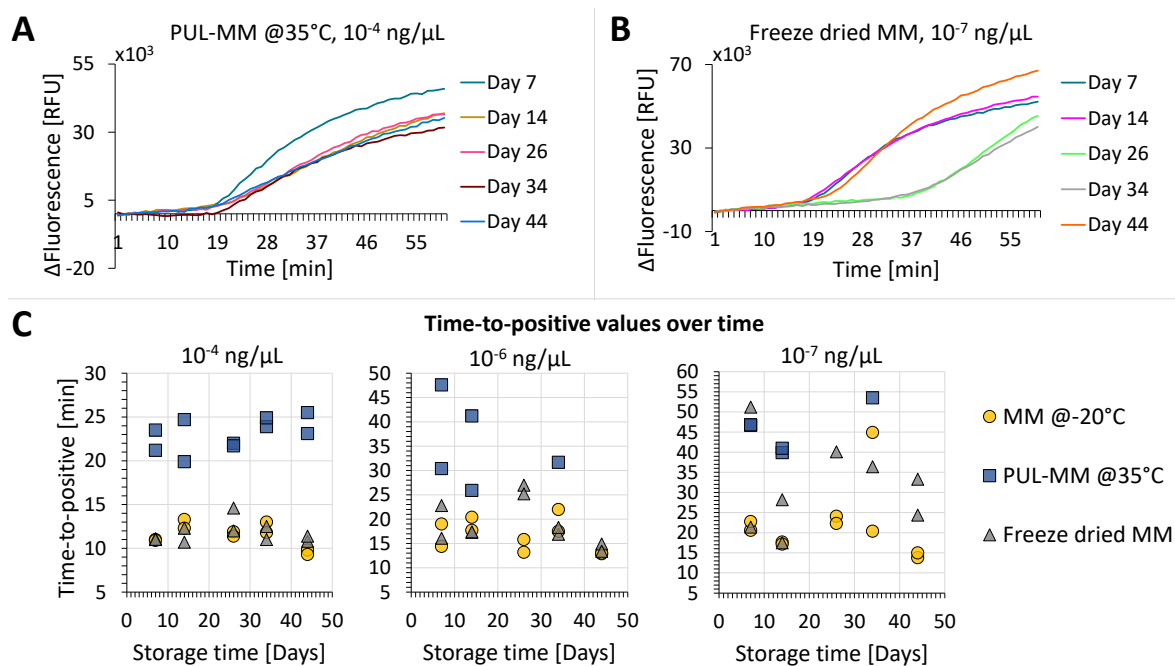 A
PUL-MM @35°C, 10⁻⁴ ng/µL
x10³
ΔFluorescence [RFU]
55
30
5
-20
1 10 19 28 37 46 55
Time [min]
Day 7
Day 14
Day 26
Day 34
Day 44
B
Freeze dried MM, 10⁻⁷ ng/µL
x10³
ΔFluorescence [RFU]
70
30
-10
1 10 19 28 37 46 55
Time [min]
Day 7
Day 14
Day 26
Day 34
Day 44
C
Time-to-positive values over time
10⁻⁴ ng/µL
Time-to-positive [min]
30
25
20
15
10
5
0 10 20 30 40 50
Storage time [Days]
10⁻⁶ ng/µL
50
45
40
35
30
25
20
15
10
5
0 10 20 30 40 50
Storage time [Days]
10⁻⁷ ng/µL
60
55
50
45
40
35
30
25
20
15
10
5
0 10 20 30 40 50
Storage time [Days]
MM @-20°C
PUL-MM @35°C
Freeze dried MM